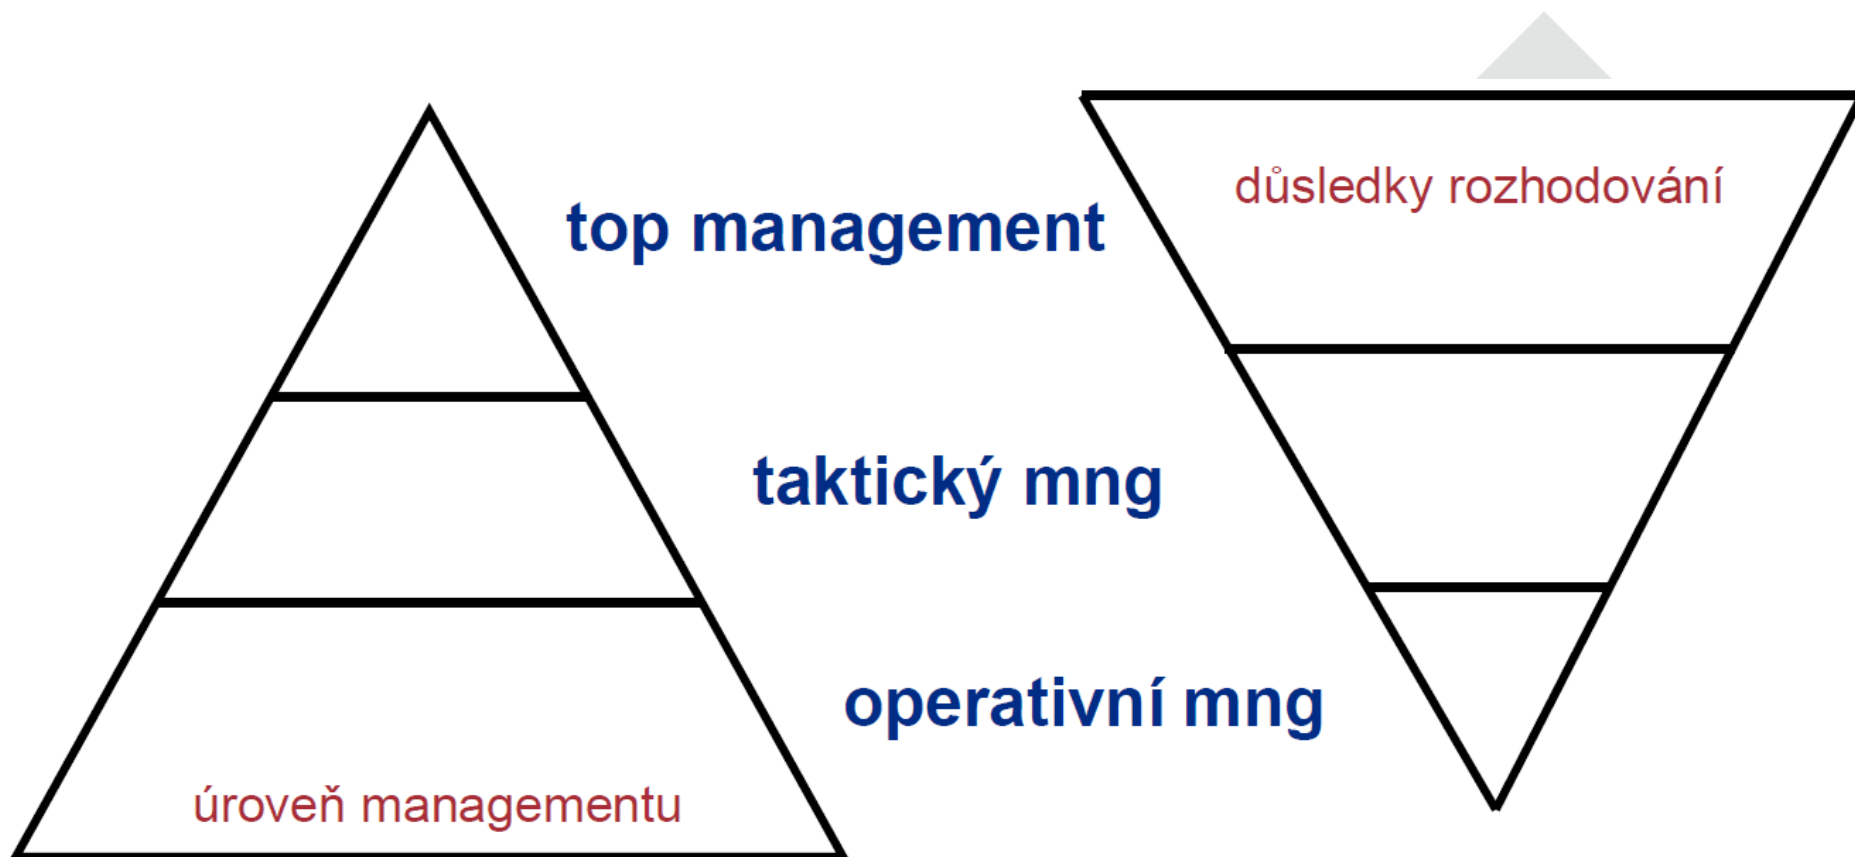 důsledky rozhodování
top management
taktický mng
operativní mng
úroveň managementu